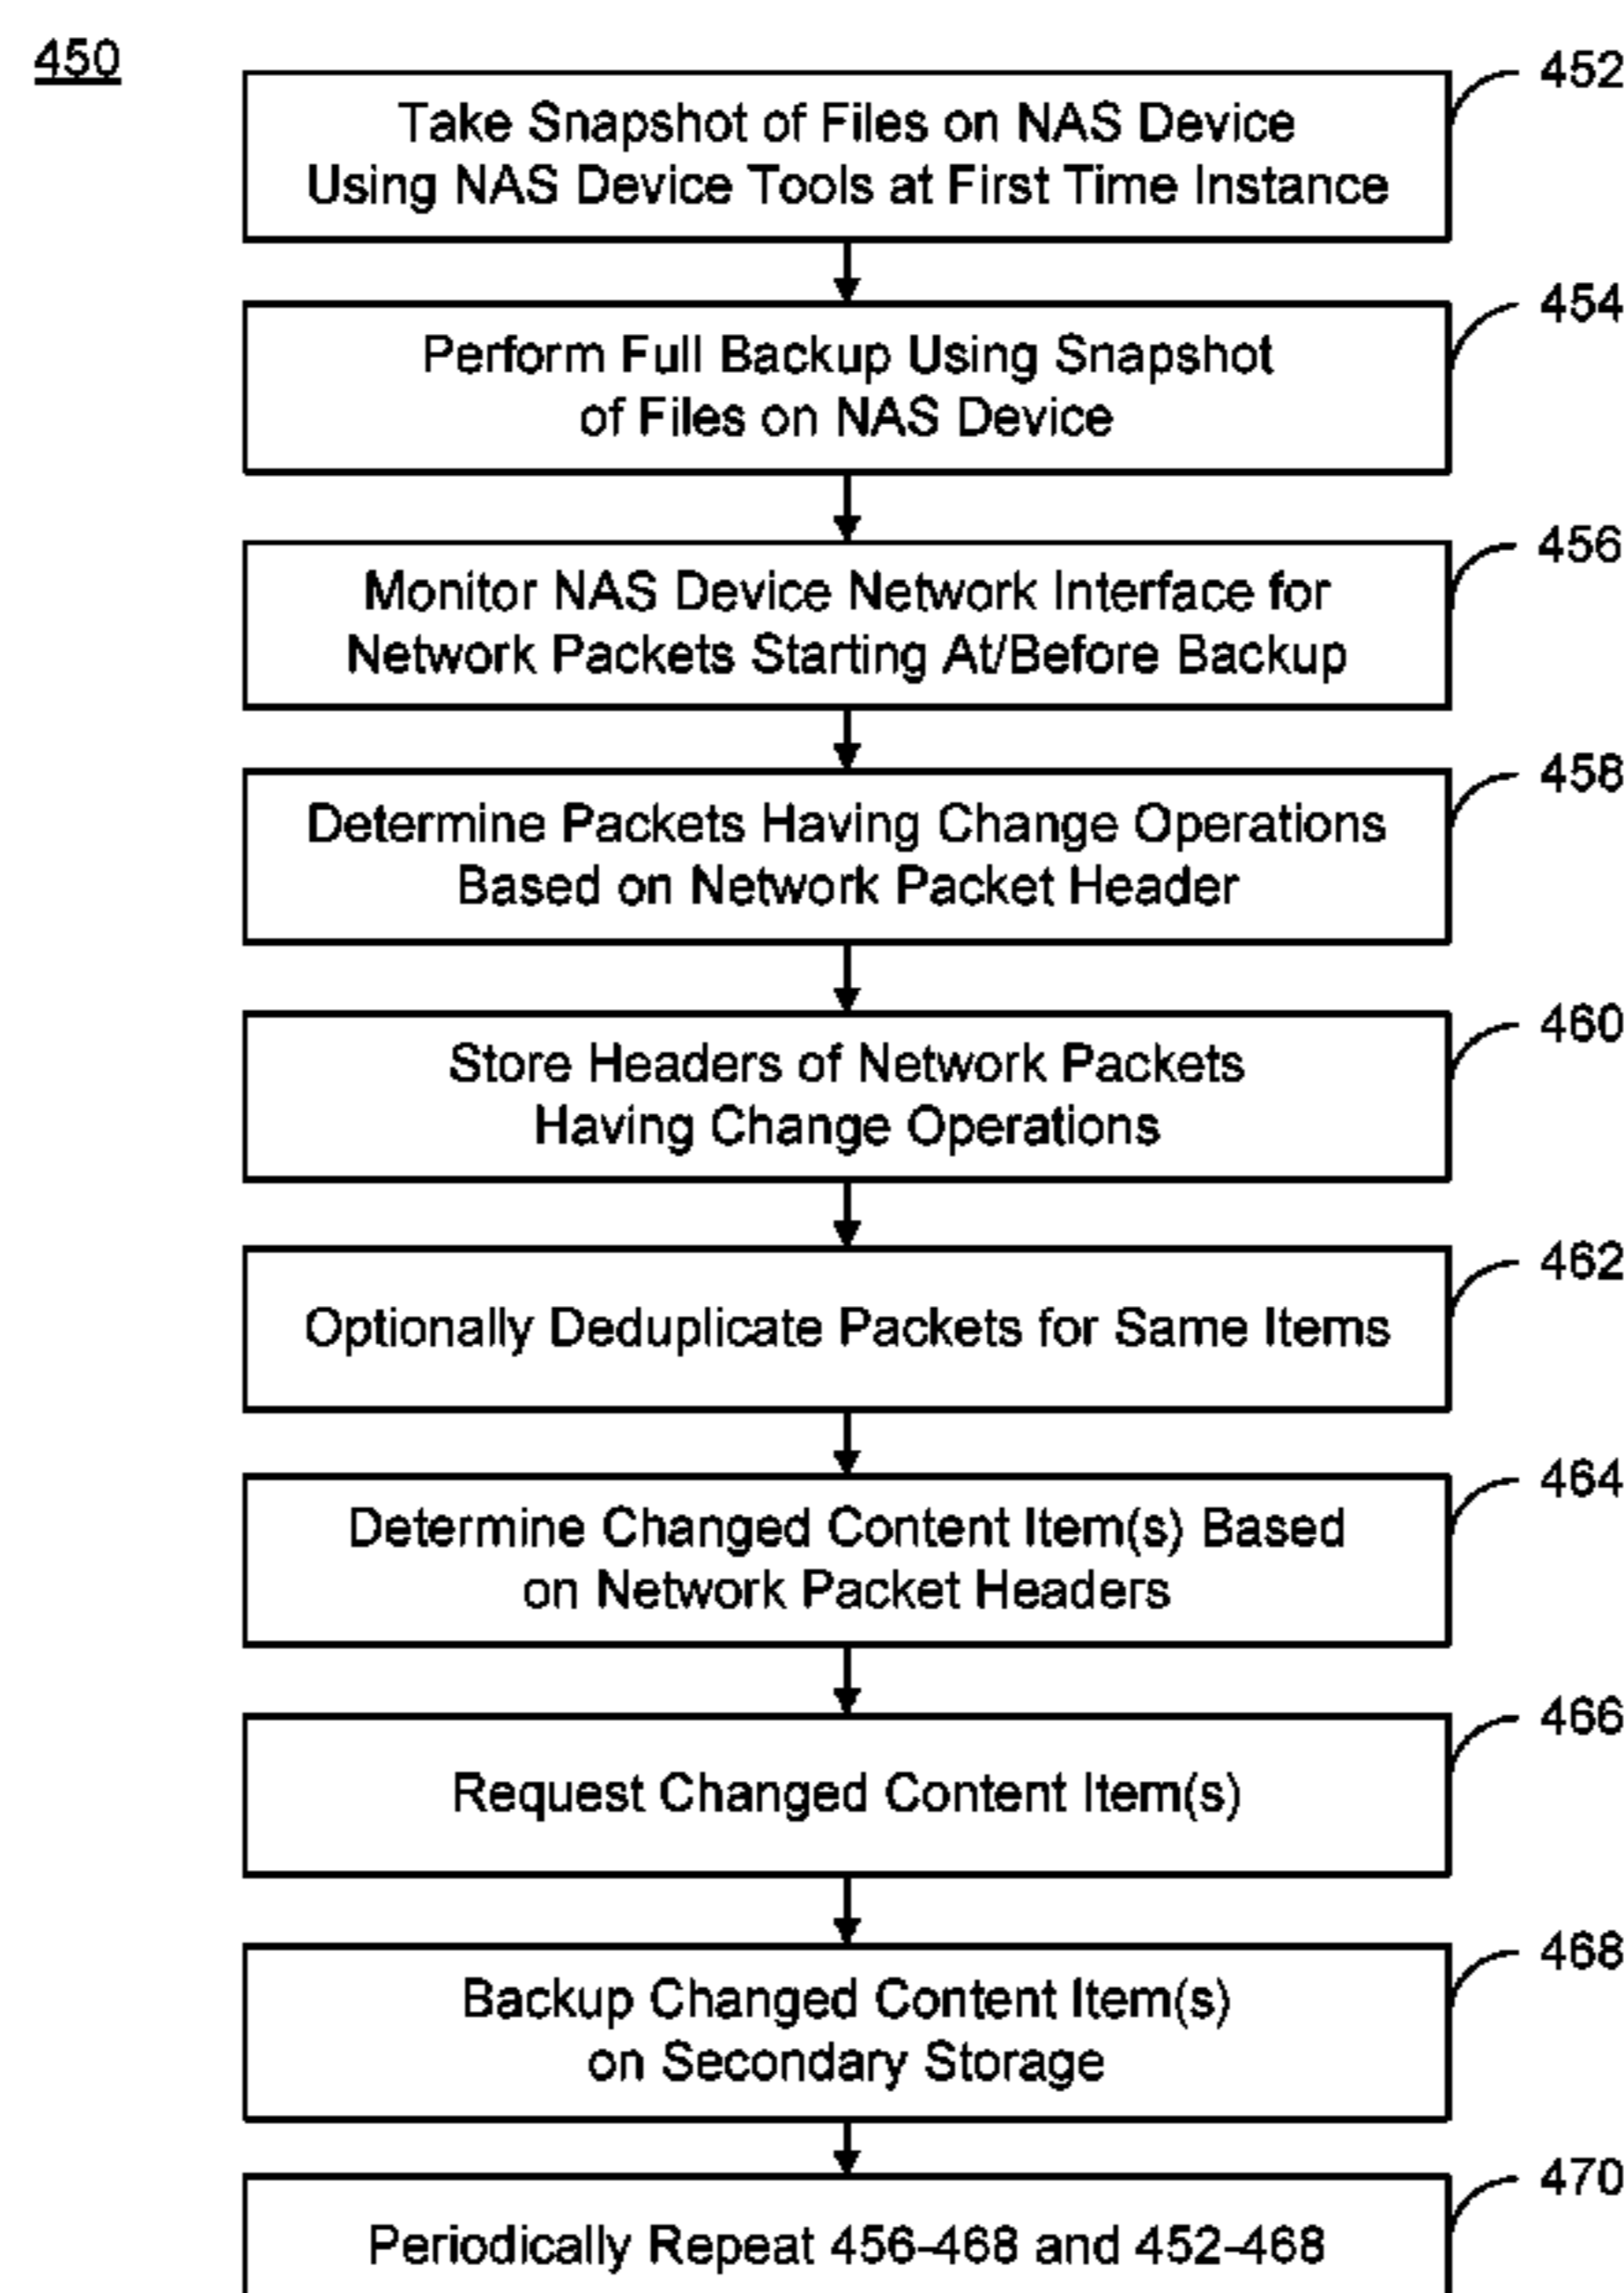 450
452
Take Snapshot of Files on NAS Device
Using NAS Device Tools at First Time Instance
454
Perform Full Backup Using Snapshot
of Files on NAS Device
456
Monitor NAS Device Network Interface for
Network Packets Starting At/Before Backup
458
Determine Packets Having Change Operations
Based on Network Packet Header
460
Store Headers of Network Packets
Having Change Operations
462
Optionally Deduplicate Packets for Same Items
464
Determine Changed Content Item(s) Based
on Network Packet Headers
466
Request Changed Content Item(s)
468
Backup Changed Content Item(s)
on Secondary Storage
470
Periodically Repeat 456-468 and 452-468